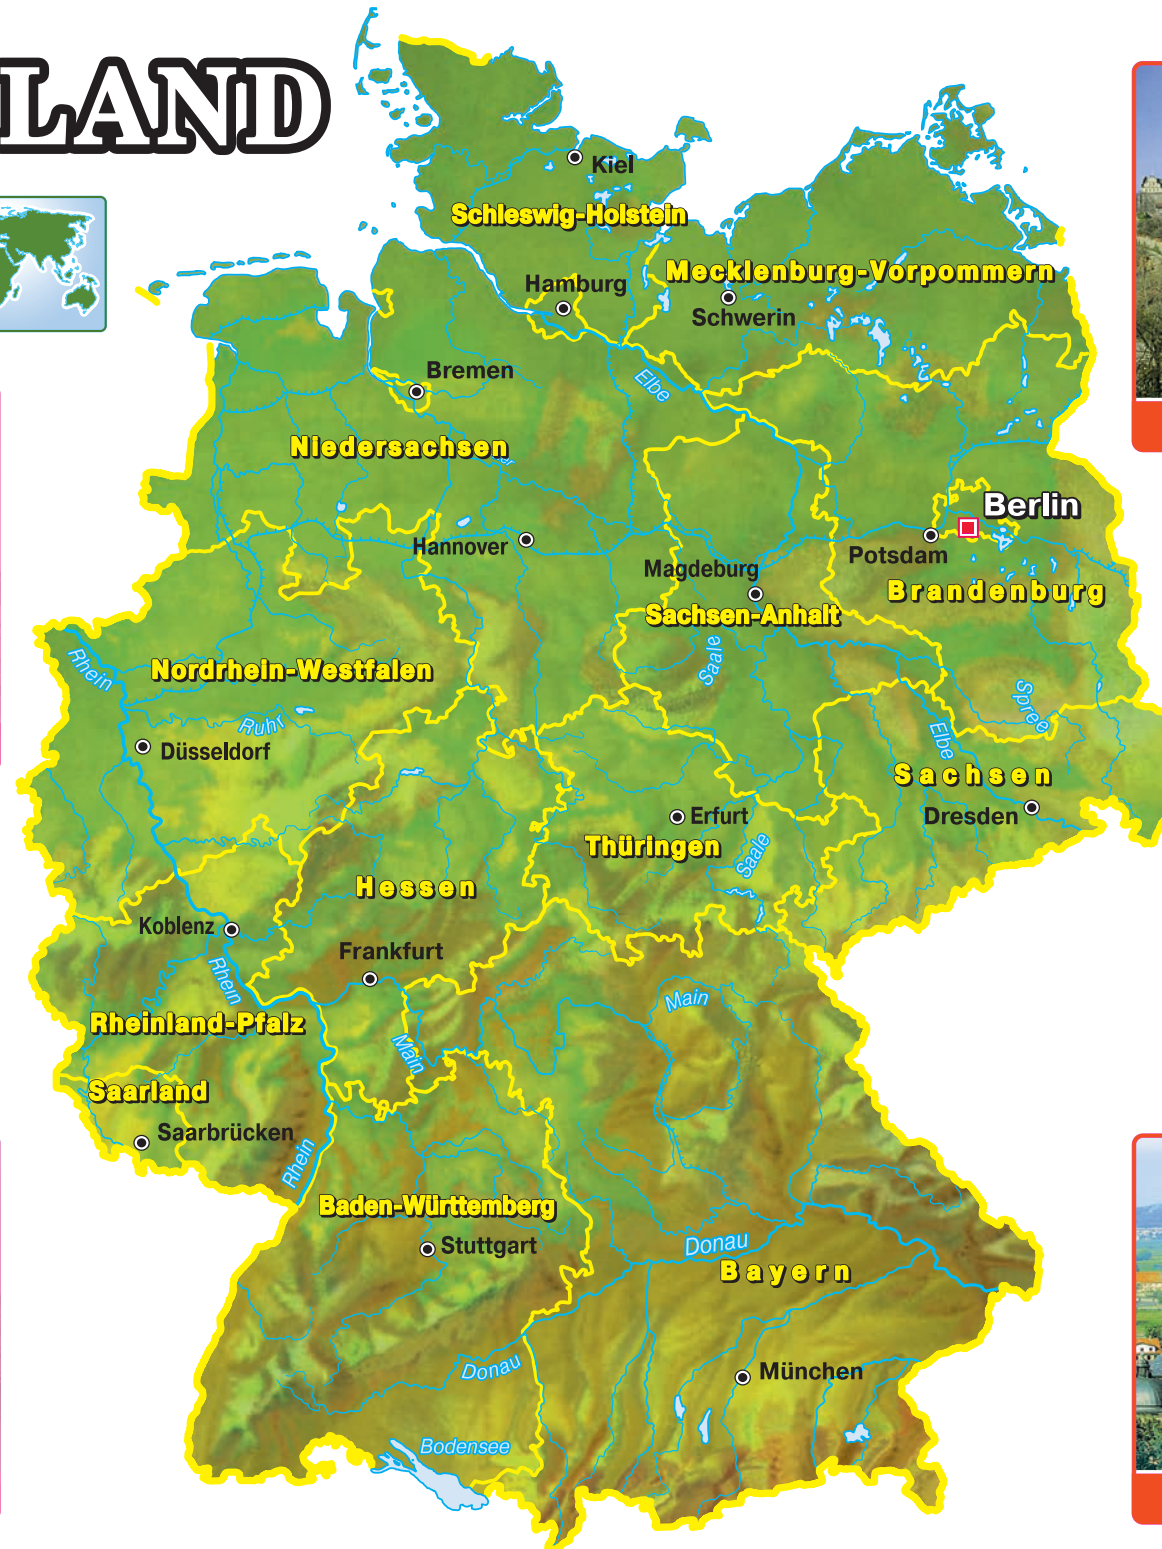 LAND
Kiel
Schleswig-Holstein
Mecklenburg-Vorpommern
Hamburg
Schwerin
Bremen
Elbe
Niedersachsen
Berlin
Hannover
Potsdam
Magdeburg
Brandenburg
Sachsen-Anhalt
Saale
Rhein
Nordrhein-Westfalen
Spree
Ruhr
Elbe
Düsseldorf
Sachsen
Erfurt
Dresden
Thüringen
Saale
Hessen
Koblenz
Frankfurt
Rhein
Main
Rheinland-Pfalz
Main
Saarland
Saarbrücken
Rhein
Baden-Württemberg
Stuttgart
Donau
Bayern
Donau
München
Bodensee